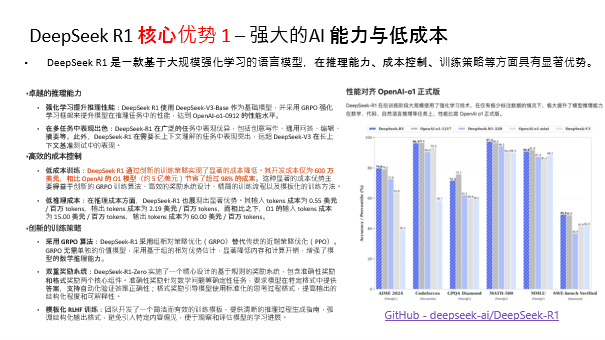 DeepSeek R1 核心优势 1 – 强大的AI 能力与低成本
• DeepSeek R1 是一款基于大规模强化学习的语言模型，在推理能力、成本控制、训练策略等方面具有显著优势。
•卓越的推理能力
• 强化学习提升推理性能：DeepSeek R1 使用 DeepSeek-V3-Base 作为基础模型，并采用 GRPO 强化学
习框架来提升模型在推理任务中的性能，达到 OpenAI-o1-0912 的性能水平。
• 在多任务中表现出色：DeepSeek-R1 在广泛的任务中表现优异，包括创意写作、通用问答、编辑、
摘要等。此外，DeepSeek-R1 在需要长上下文理解的任务中表现突出，远超 DeepSeek-V3 在长上
下文基准测试中的表现。
•高效的成本控制
• 低成本训练：DeepSeek R1 通过创新的训练策略实现了显著的成本降低。其开发成本仅为 600 万
美元，相比 OpenAI 的 O1 模型（约 5 亿美元）节省了超过 98% 的成本。这种显著的成本优势主
要得益于创新的 GRPO 训练算法、高效的奖励系统设计、精简的训练流程以及模板化的训练方法。
• 低推理成本：在推理成本方面，DeepSeek-R1 也展现出显著优势。其输入 tokens 成本为 0.55 美元
/ 百万 tokens，输出 tokens 成本为 2.19 美元 / 百万 tokens，而相比之下，O1 的输入 tokens 成本
为 15.00 美元 / 百万 tokens，输出 tokens 成本为 60.00 美元 / 百万 tokens。
•创新的训练策略
• 采用 GRPO 算法：DeepSeek-R1 采用组相对策略优化（GRPO）替代传统的近端策略优化（PPO）。
GRPO 无需单独的价值模型，采用基于组的相对优势估计，显著降低内存和计算开销，增强了模
型的数学推理能力。
• 双重奖励系统：DeepSeek-R1-Zero 实施了一个精心设计的基于规则的奖励系统，包含准确性奖励
和格式奖励两个核心组件。准确性奖励针对数学问题等确定性任务，要求模型在特定格式中提供
答案，支持自动化验证答案正确性；格式奖励引导模型使用标准化的思考过程格式，提高输出的
结构化程度和可解释性。
• 模板化 RLHF 训练：团队开发了一个简洁而有效的训练模板，提供清晰的推理过程生成指南，强
调结构化输出格式，避免引入特定内容偏见，便于观察和评估模型的学习进展。
性能对齐 OpenAI-o1 正式版
DeepSeek-R1 在后训练阶段大规模使用了强化学习技术，在仅有极少标注数据的情况下，极大提升了模型推理能力。
在数学、代码、自然语言推理等任务上，性能比肩 OpenAI o1 正式版。
DeepSeek-R1 OpenAI-o1-1217 DeepSeek-R1-32B OpenAI-o1-mini DeepSeek-V3
Accuracy / Percentile (%)
100
80
60
40
20
0
AIME 2024 Codeforces GPQA Diamond MATH-500 MMLU SWE-bench Verified
GitHub - deepseek-ai/DeepSeek-R1